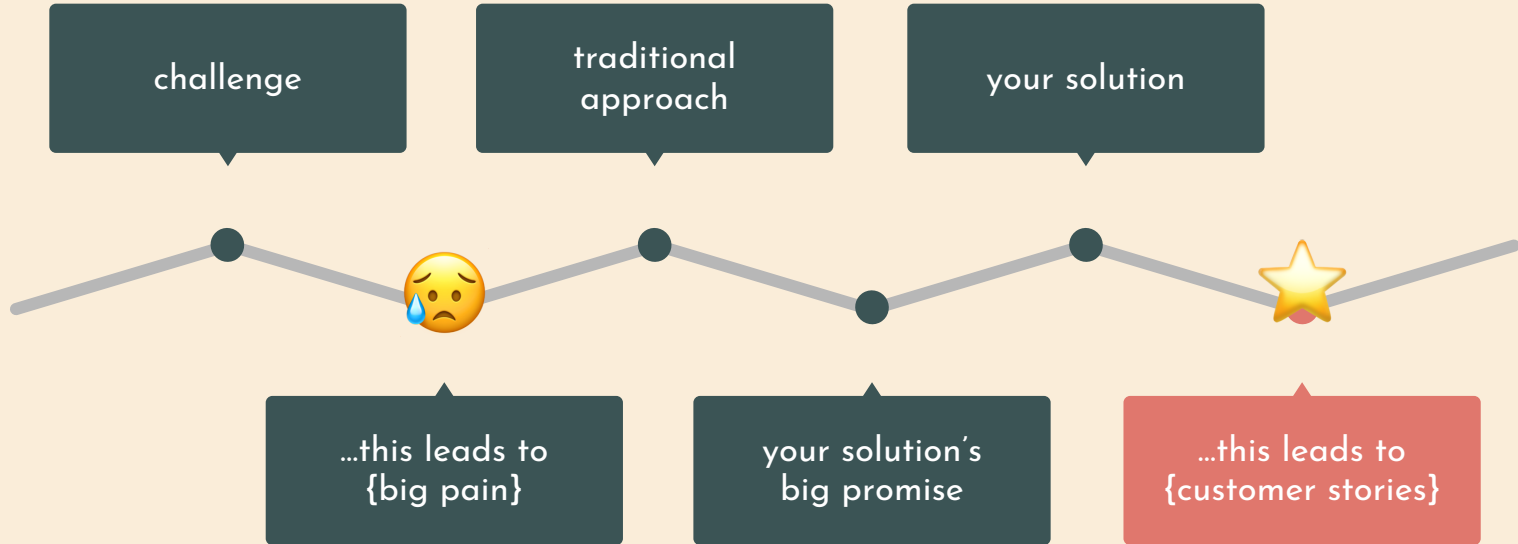 challenge
...this leads to
{big pain}
traditional
approach
your solution’s
big promise
your solution
...this leads to
{customer stories}